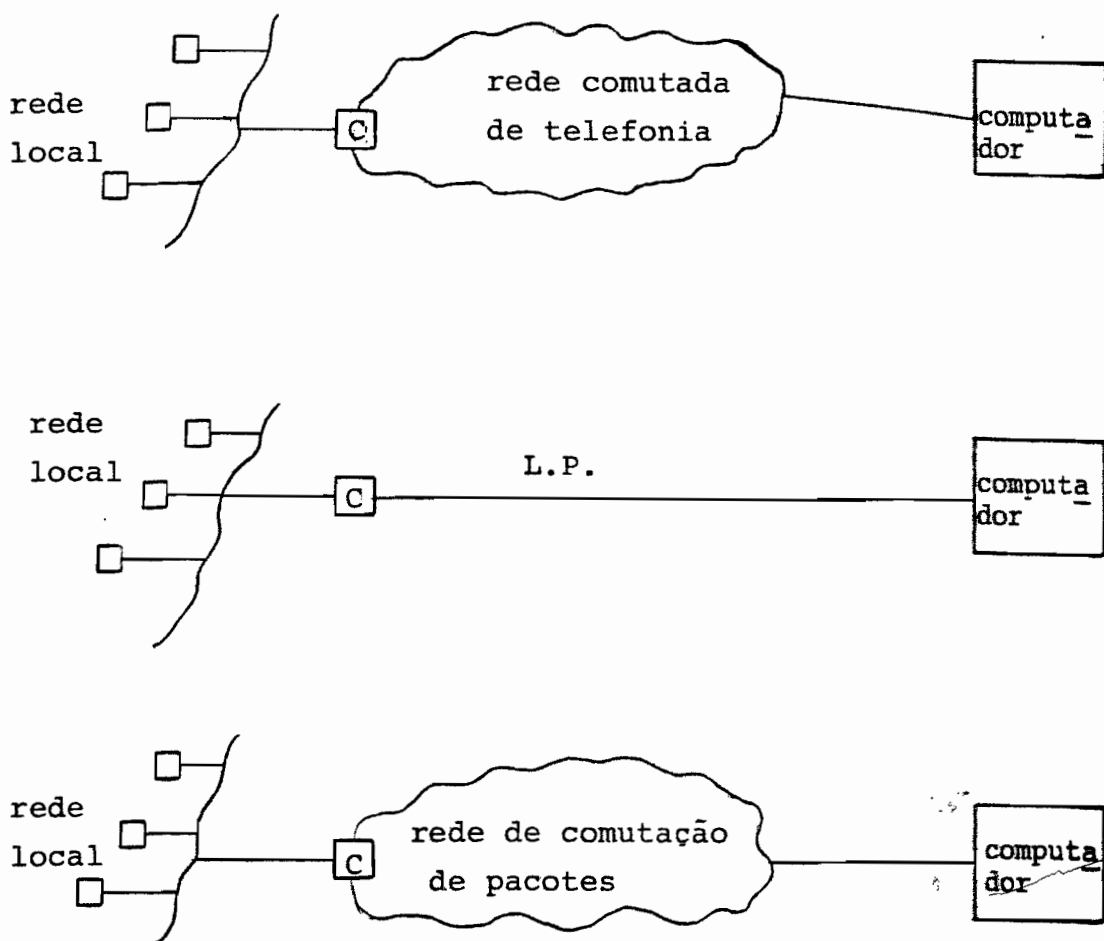 rede comutada
de telefonia
rede
local
C
computa
dor
rede
local
L.P.
C
computa
dor
rede
local
C
rede de comutação
de pacotes
computa
dor